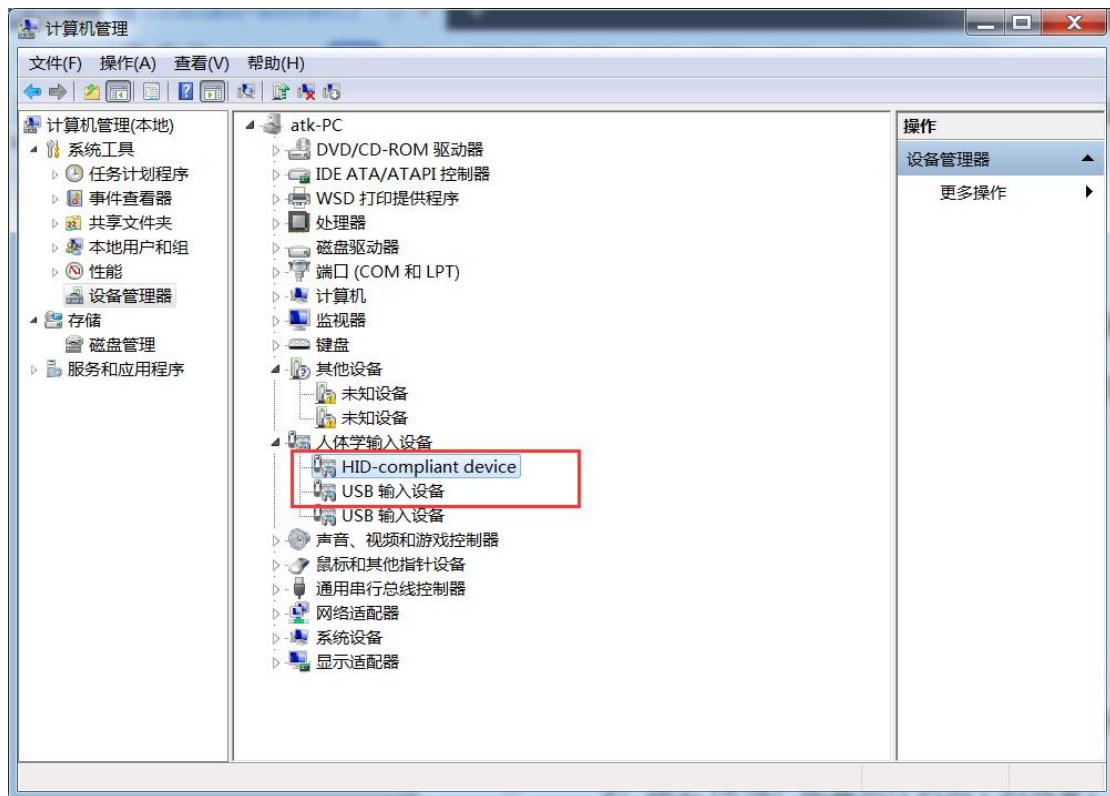 计算机管理
文件(F) 操作(A) 查看(V) 帮助(H)
计算机管理(本地)
系统工具
任务计划程序
事件查看器
共享文件夹
本地用户和组
性能
设备管理器
存储
磁盘管理
服务和应用程序
atk-PC
DVD/CD-ROM 驱动器
IDE ATA/ATAPI 控制器
WSD 打印提供程序
处理器
磁盘驱动器
端口 (COM 和 LPT)
计算机
监视器
键盘
其他设备
未知设备
未知设备
人体学输入设备
HID-compliant device
USB 输入设备
USB 输入设备
声音、视频和游戏控制器
鼠标和其他指针设备
通用串行总线控制器
网络适配器
系统设备
显示适配器
操作
设备管理器
更多操作